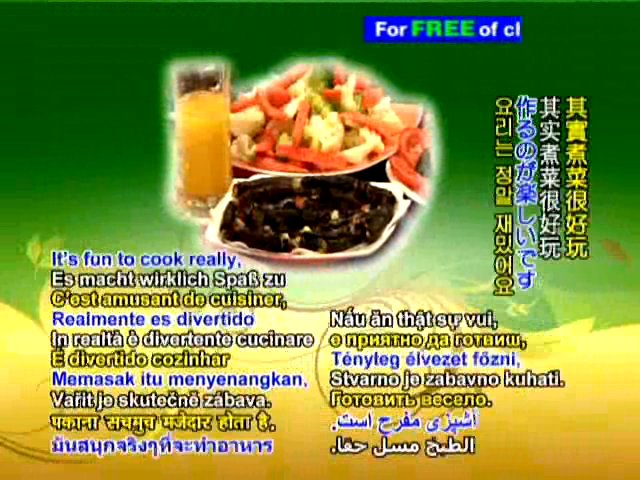 For FREE of cl
其實煮菜很好玩
其实煮菜很好玩
作るのが楽しいです
요리는 정말 재밌어요
It's fun to cook really,
Es macht wirklich Spaß zu
C'est amusant de cuisiner,
Realmente es divertido
In realtà è divertente cucinare
É divertido cozinhar
Memasak itu menyenangkan,
Vařit je skutečně zábava.
पकाना सचमुच मजेदार होता है.
มันสนุกจริงๆที่จะทำอาหาร
Nấu ăn thật sự vui,
е приятно да готвиш,
Tényleg élvezet főzni,
Stvarno je zabavno kuhati.
Готовить весело.
آشپزی مفرح است.
الطبخ مسل حقا.